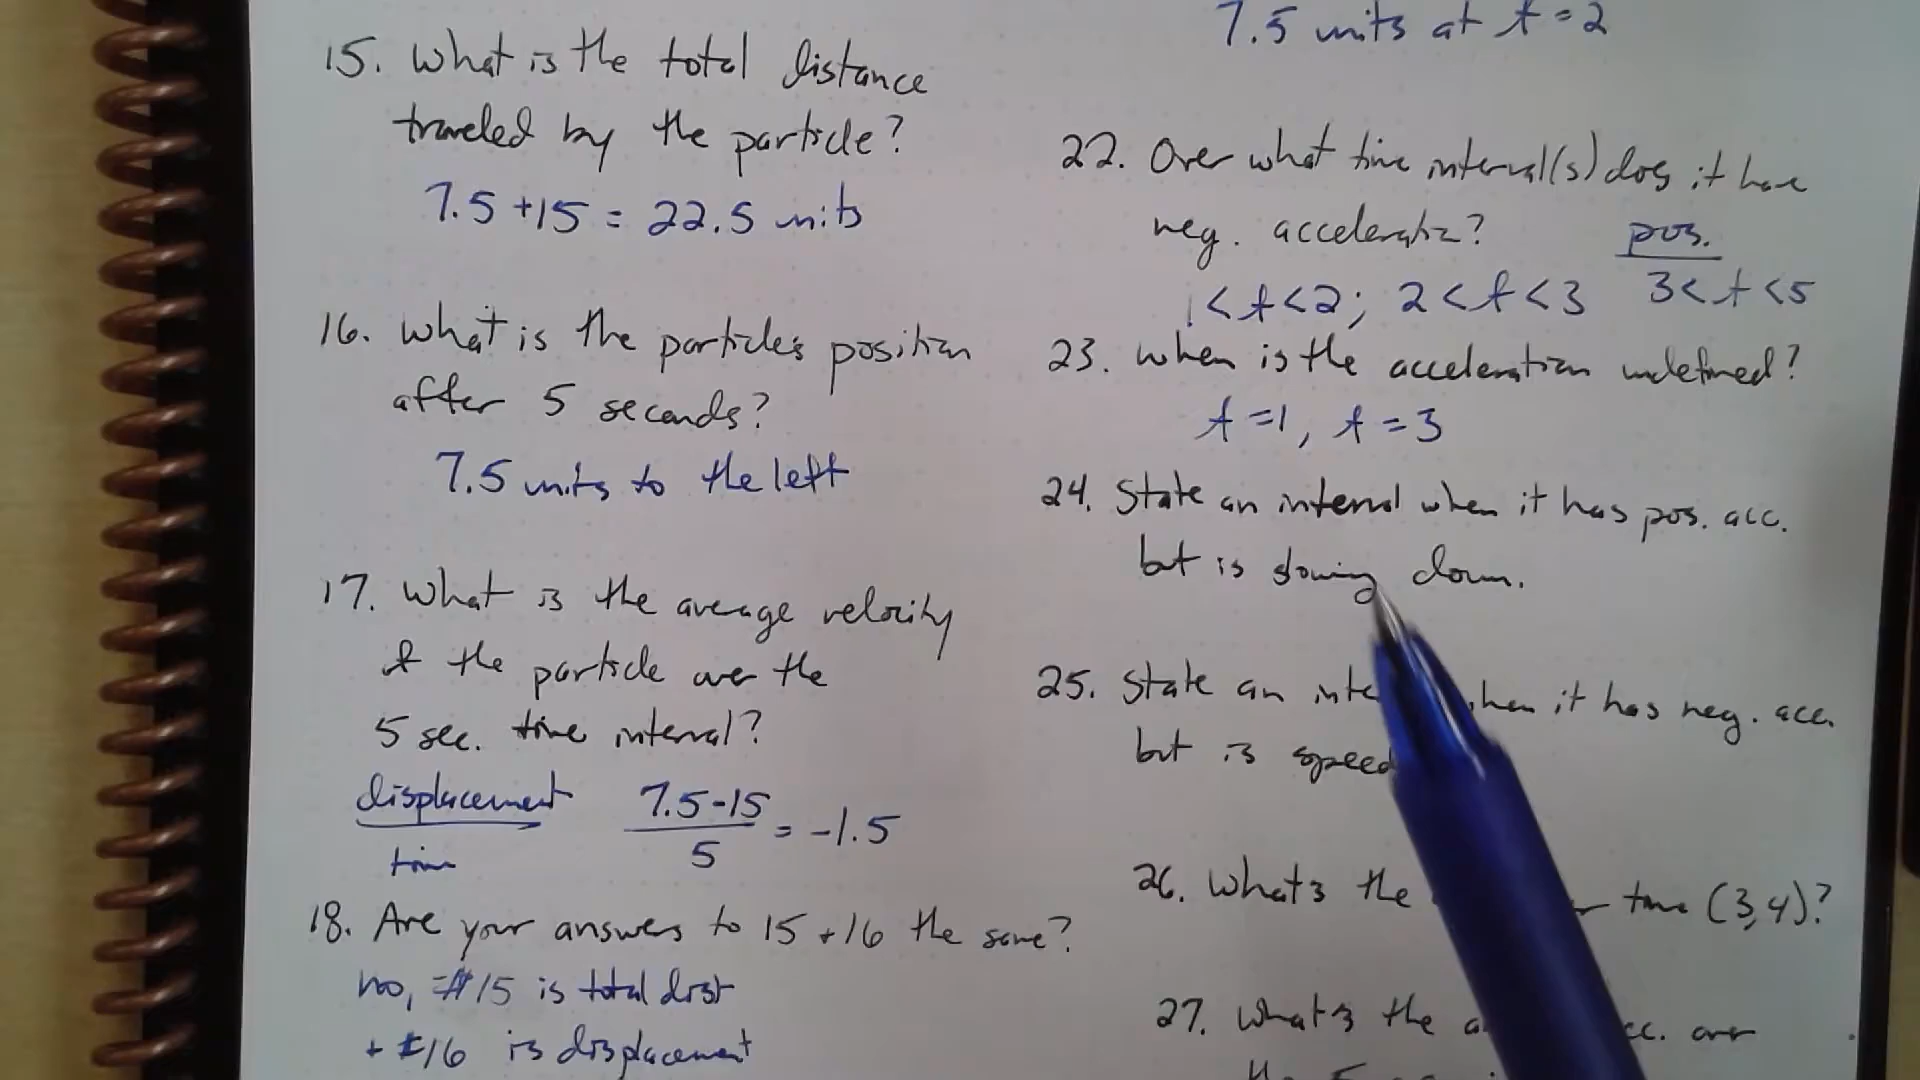 15. What is the total distance
traveled by the particle?
7.5 + 15 = 22.5 units
16. What is the particle's position
after 5 seconds?
7.5 units to the left
17. What is the average velocity
of the particle over the
5 sec. time interval?
displacement
time
7.5 - 15
5
= -1.5
18. Are your answers to 15 + 16 the same?
no, #15 is total dist
+ #16 is displacement
7.5 units at t = 2
22. Over what time interval(s) does it have
neg. acceleration?
1 < t < 2; 2 < t < 3
pos.
3 < t < 5
23. When is the acceleration undefined?
t = 1, t = 3
24. State an interval when it has pos. acc.
but is slowing down.
25. State an it has neg. acc.
but is
26. What's the time (3,4)?
27. What's the over